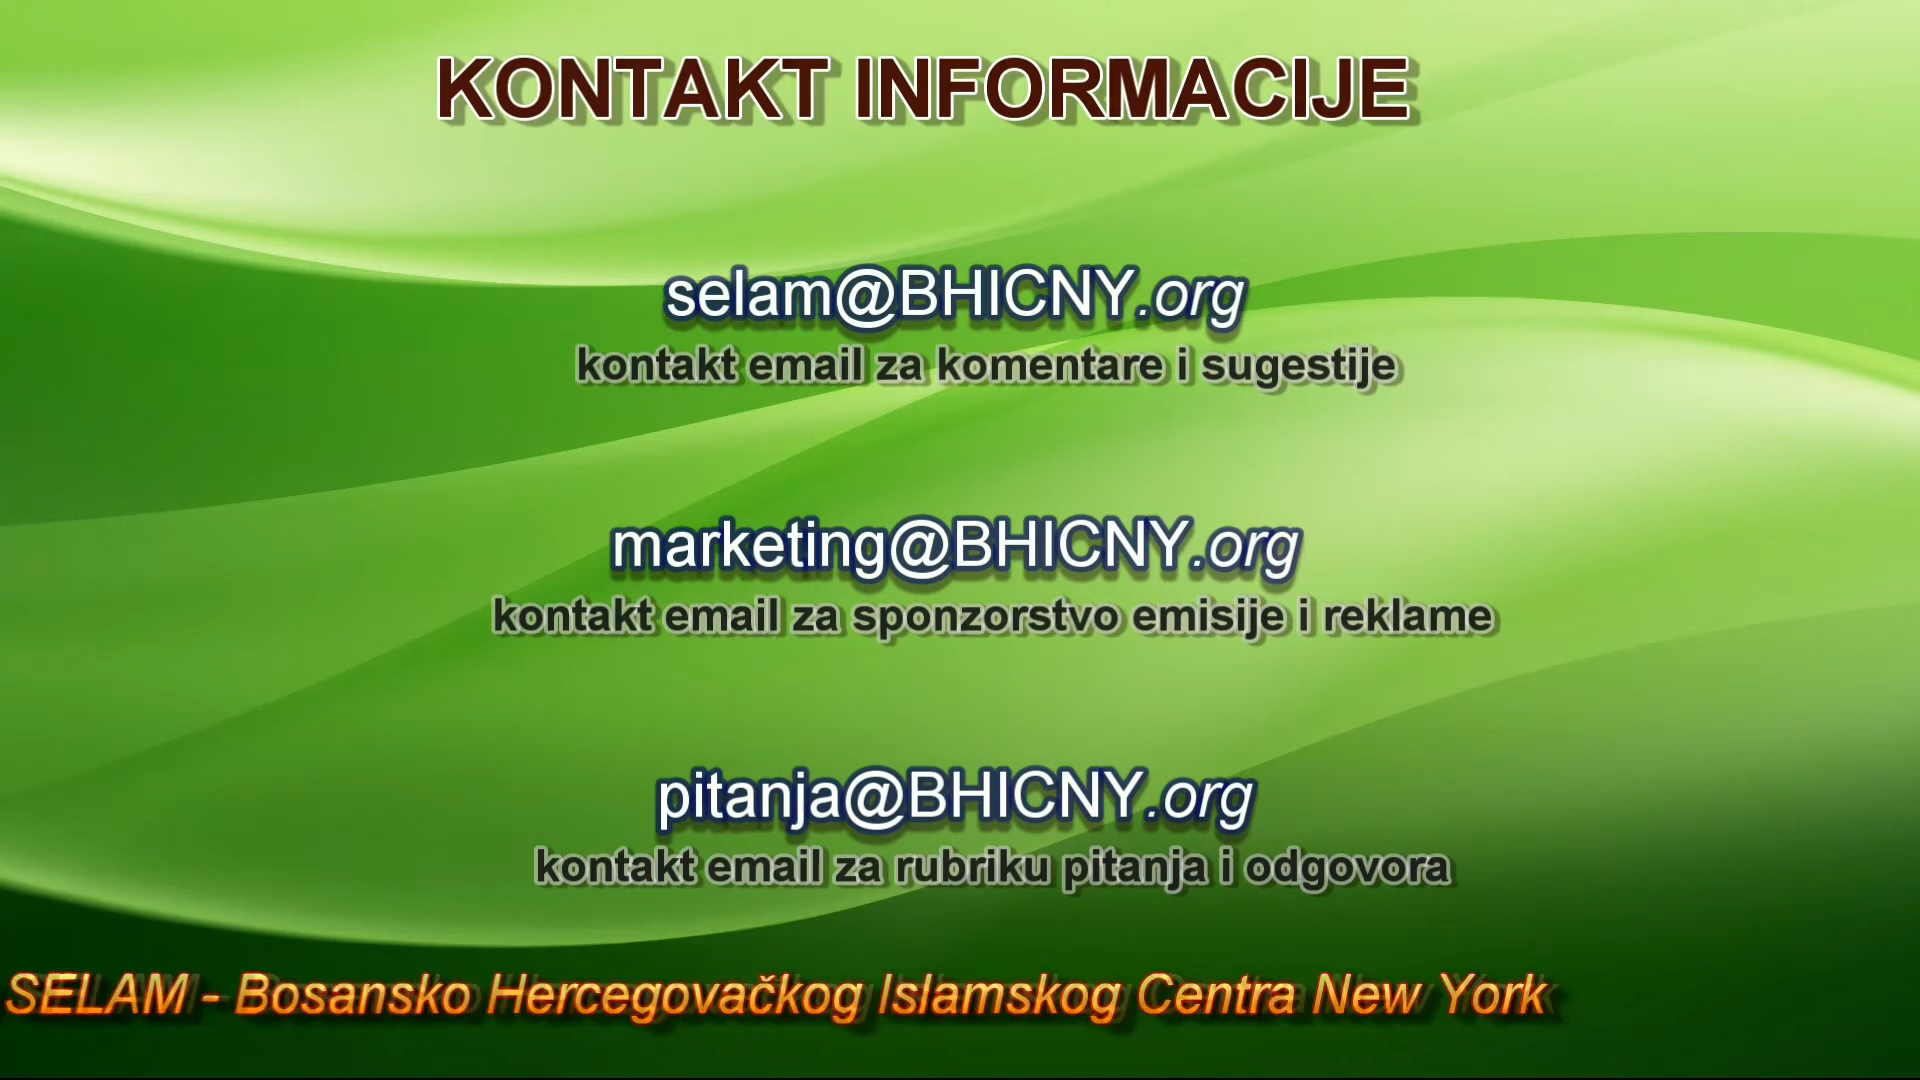 KONTAKT INFORMACIJE
selam@BHICNY.org
kontakt email za komentare i sugestije
marketing@BHICNY.org
kontakt email za sponzorstvo emisije i reklame
pitanja@BHICNY.org
kontakt email za rubriku pitanja i odgovora
SELAM - Bosansko Hercegovačkog Islamskog Centra New York